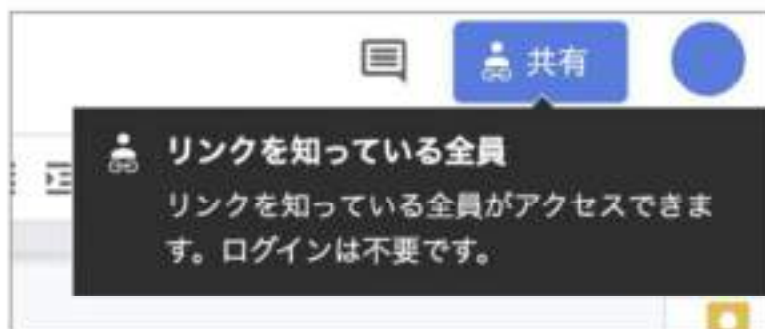 共有
リンクを知っている全員
リンクを知っている全員がアクセスできま
す。ログインは不要です。